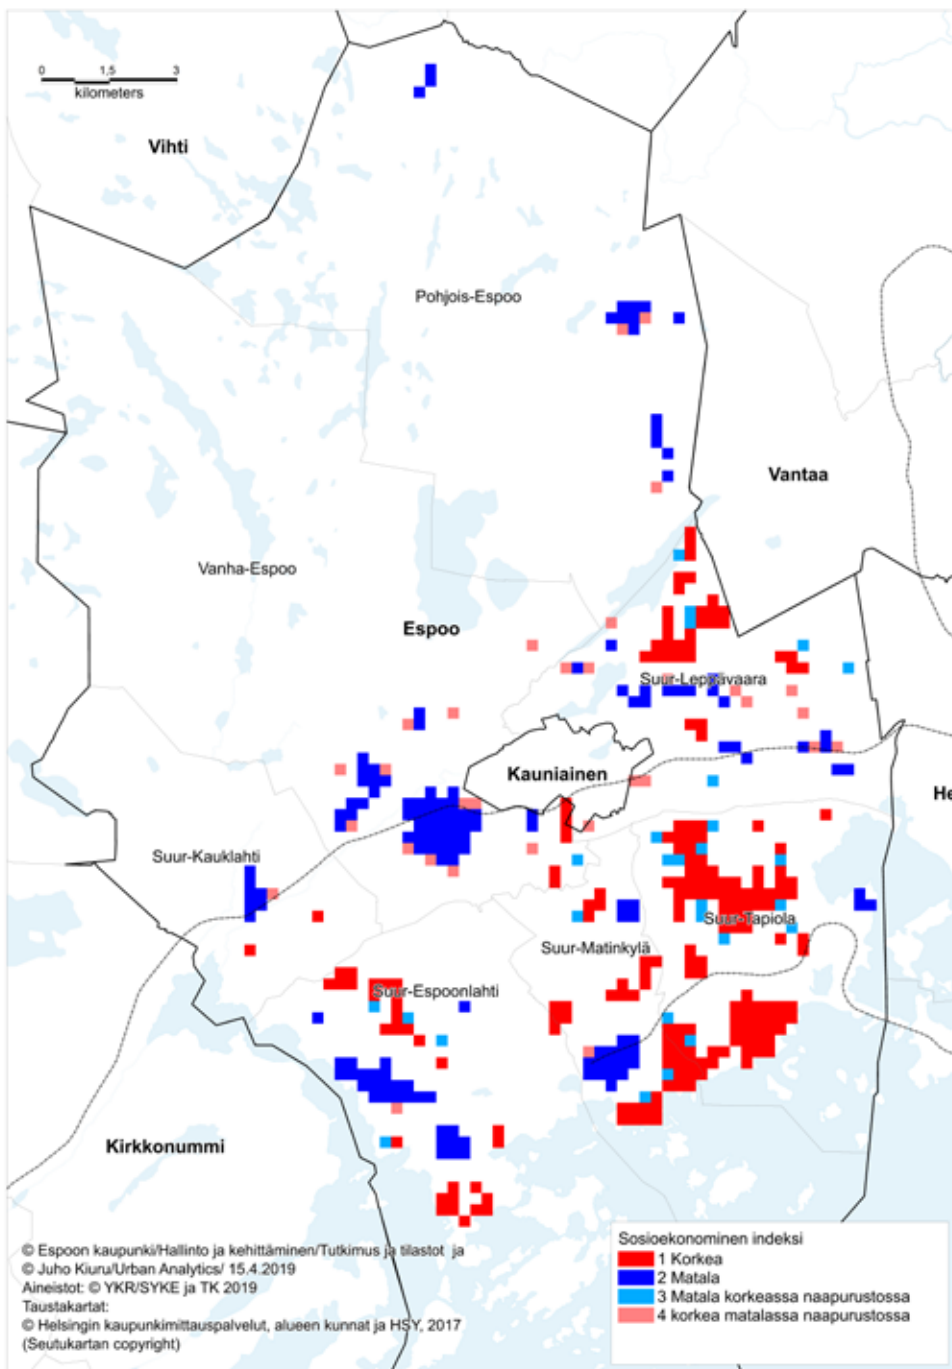 0 1,5 3
kilometers
Vihti
Pohjois-Espoo
Vantaa
Vanha-Espoo
Espoo
Suur-Leppävaara
Kauniainen
He
Suur-Kauklahti
Suur-Tapiola
Suur-Matinkylä
Suur-Espoonlahti
Kirkkonummi
© Espoon kaupunki/Hallinto ja kehittäminen/Tutkimus ja tilastot ja
© Juho Kiuru/Urban Analytics/ 15.4.2019
Aineistot: © YKR/SYKE ja TK 2019
Taustakartat:
© Helsingin kaupunkimittauspalvelut, alueen kunnat ja HSY, 2017
(Seutukartan copyright)
Sosioekonominen indeksi
1 Korkea
2 Matala
3 Matala korkeassa naapurustossa
4 korkea matalassa naapurustossa